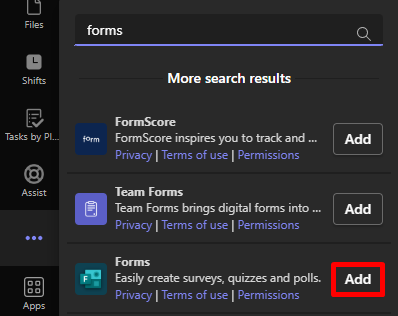 Files
Shifts
Tasks by Pl...
Assist
Apps
forms
More search results
form
FormScore
FormScore inspires you to track and ...
Privacy | Terms of use | Permissions
Add
Team Forms
Team Forms brings digital forms into ...
Privacy | Terms of use | Permissions
Add
F
Forms
Easily create surveys, quizzes and polls.
Privacy | Terms of use | Permissions
Add